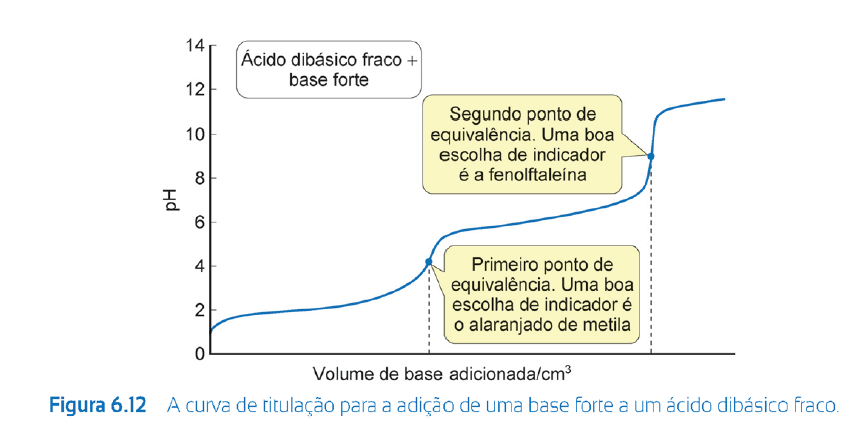 14
Ácido dibásico fraco +
base forte
12
Segundo ponto de
equivalência. Uma boa
escolha de indicador
é a fenolftaleína
10
8
pH
6
4
Primeiro ponto de
equivalência. Uma boa
escolha de indicador é
o alaranjado de metila
2
0
Volume de base adicionada/cm³
Figura 6.12 A curva de titulação para a adição de uma base forte a um ácido dibásico fraco.